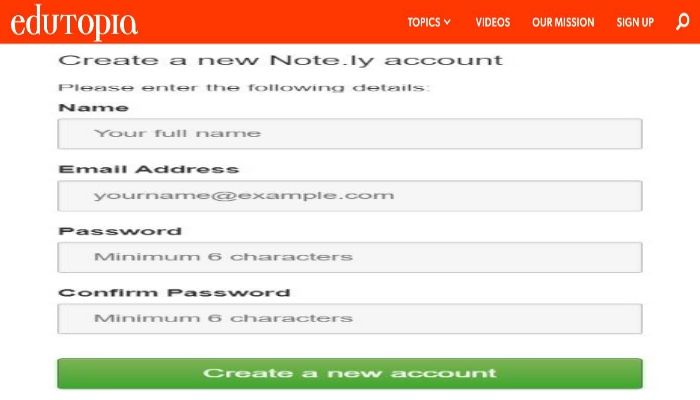 edutopia
TOPICS VIDEOS OUR MISSION SIGN UP
Create a new Note.ly account
Please enter the following details:
Name
Your full name
Email Address
yourname@example.com
Password
Minimum 6 characters
Confirm Password
Minimum 6 characters
Create a new account